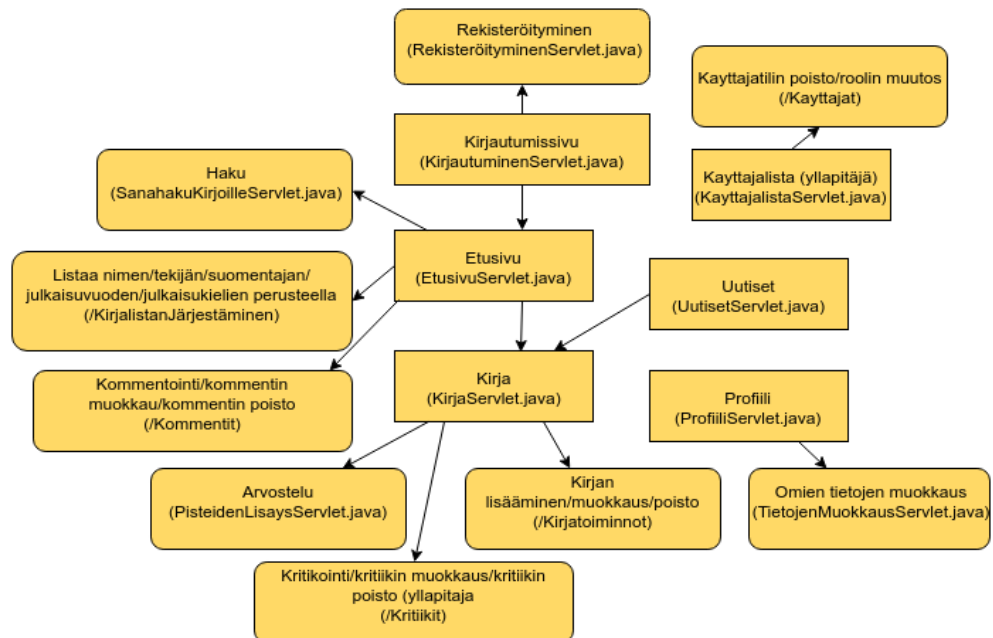 Rekisteröityminen
(RekisteröityminenServlet.java)
Kayttajatilin poisto/roolin muutos
(/Kayttajat)
Kirjautumissivu
(KirjautuminenServlet.java)
Haku
(SanahakuKirjoilleServlet.java)
Kayttajalista (yllapitäjä)
(KayttajalistaServlet.java)
Etusivu
(EtusivuServlet.java)
Listaa nimen/tekijän/suomentajan/
julkaisuvuoden/julkaisukielien perusteella
(/KirjalistanJärjestäminen)
Uutiset
(UutisetServlet.java)
Kommentointi/kommentin
muokkau/kommentin poisto
(/Kommentit)
Kirja
(KirjaServlet.java)
Profiili
(ProfiiliServlet.java)
Arvostelu
(PisteidenLisaysServlet.java)
Kirjan
lisääminen/muokkaus/poisto
(/Kirjatoiminnot)
Omien tietojen muokkaus
(TietojenMuokkausServlet.java)
Kritikointi/kritiikin muokkaus/kritiikin
poisto (yllapitaja
(/Kritiikit)